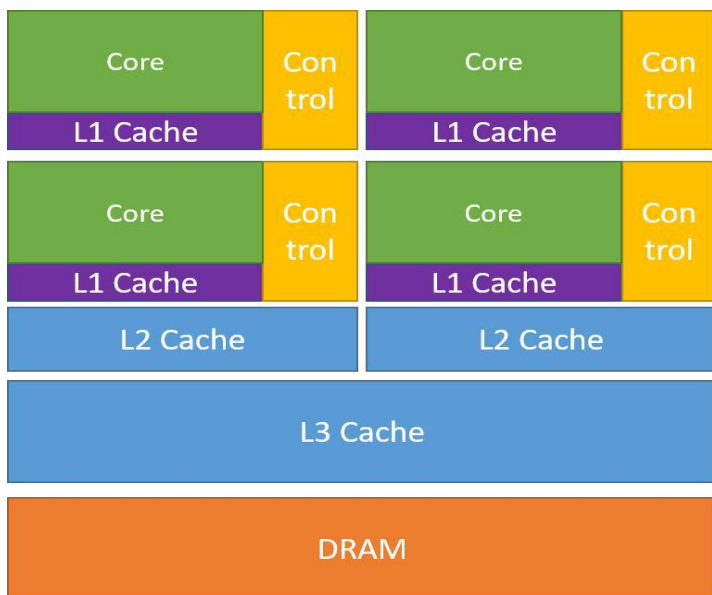 Core
Con
trol
L1 Cache
Core
Con
trol
L1 Cache
Core
Con
trol
L1 Cache
Core
Con
trol
L1 Cache
L2 Cache
L2 Cache
L3 Cache
DRAM